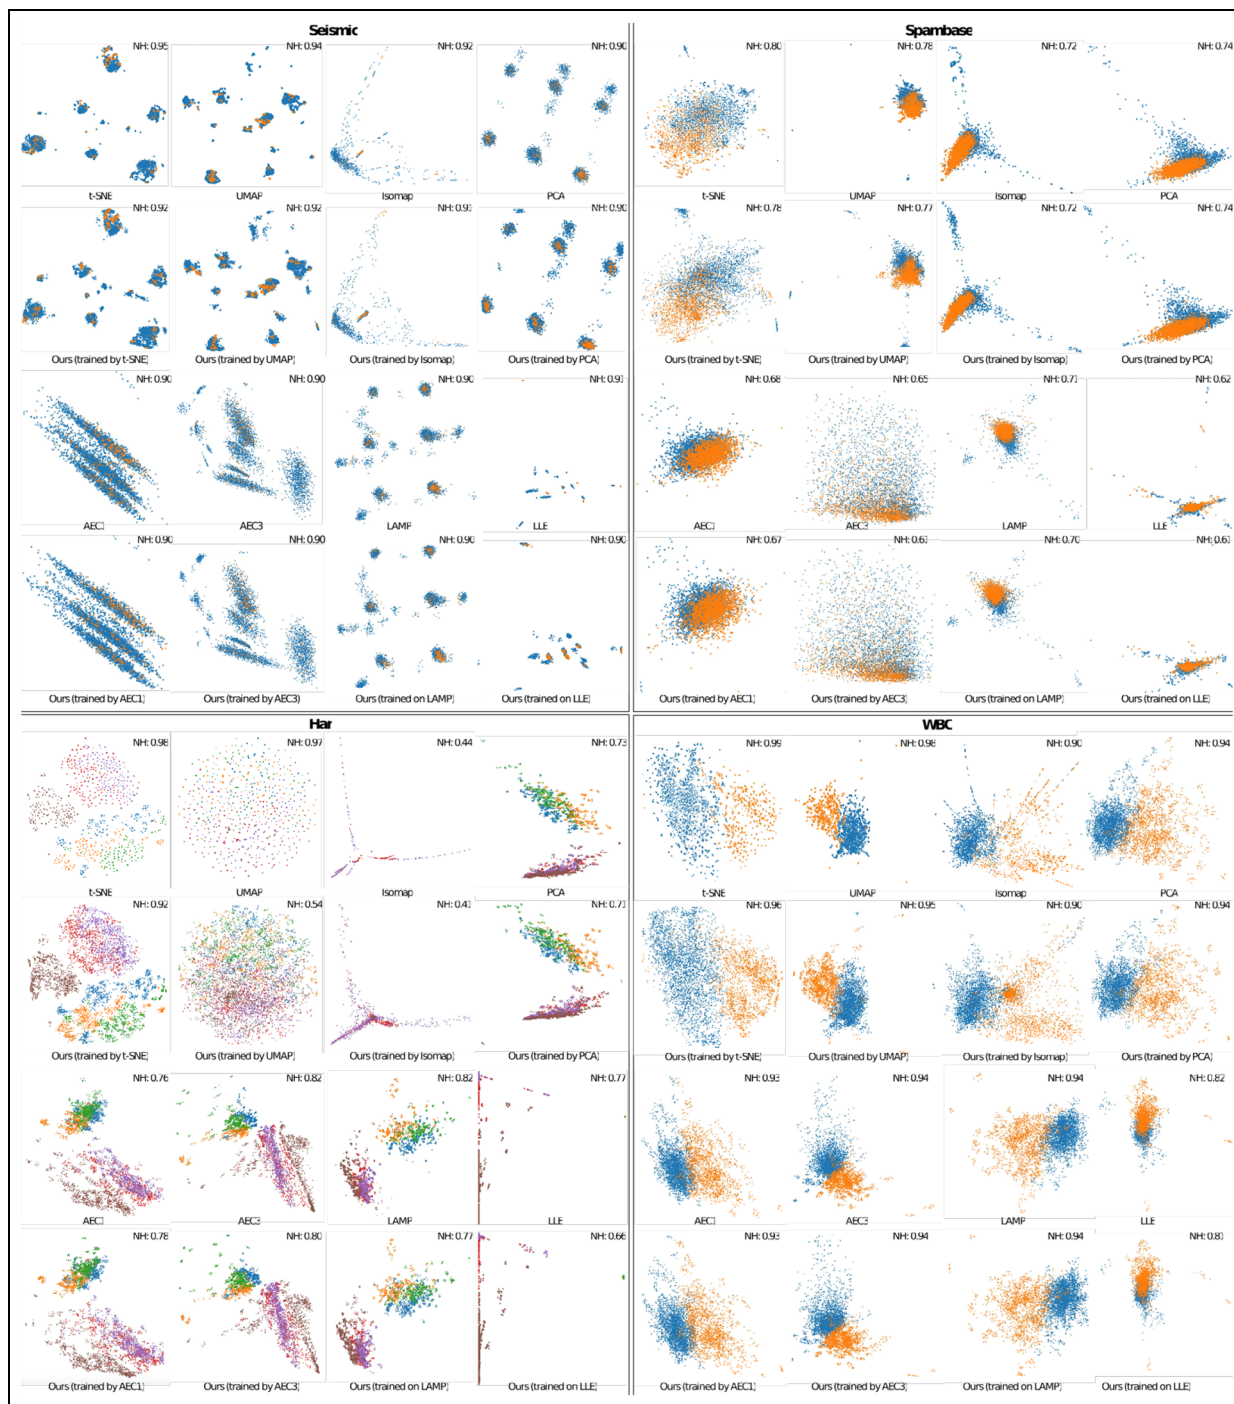 Seismic
NH: 0.95 NH: 0.94 NH: 0.92 NH: 0.90
t-SNE UMAP Isomap PCA
NH: 0.92 NH: 0.92 NH: 0.91 NH: 0.90
Ours (trained by t-SNE) Ours (trained by UMAP) Ours (trained by Isomap) Ours (trained by PCA)
NH: 0.90 NH: 0.90 NH: 0.90 NH: 0.91
AEC1 AEC3 LAMP LLE
NH: 0.90 NH: 0.90 NH: 0.90 NH: 0.90
Ours (trained by AEC1) Ours (trained by AEC3) Ours (trained on LAMP) Ours (trained on LLE)
Spambase
NH: 0.80 NH: 0.78 NH: 0.72 NH: 0.74
t-SNE UMAP Isomap PCA
NH: 0.78 NH: 0.77 NH: 0.72 NH: 0.74
Ours (trained by t-SNE) Ours (trained by UMAP) Ours (trained by Isomap) Ours (trained by PCA)
NH: 0.68 NH: 0.65 NH: 0.71 NH: 0.62
AEC1 AEC3 LAMP LLE
NH: 0.67 NH: 0.61 NH: 0.70 NH: 0.61
Ours (trained by AEC1) Ours (trained by AEC3) Ours (trained on LAMP) Ours (trained on LLE)
Har
NH: 0.98 NH: 0.97 NH: 0.44 NH: 0.73
t-SNE UMAP Isomap PCA
NH: 0.92 NH: 0.54 NH: 0.41 NH: 0.71
Ours (trained by t-SNE) Ours (trained by UMAP) Ours (trained by Isomap) Ours (trained by PCA)
NH: 0.76 NH: 0.82 NH: 0.82 NH: 0.77
AEC1 AEC3 LAMP LLE
NH: 0.78 NH: 0.80 NH: 0.77 NH: 0.66
Ours (trained by AEC1) Ours (trained by AEC3) Ours (trained on LAMP) Ours (trained on LLE)
WBC
NH: 0.99 NH: 0.98 NH: 0.90 NH: 0.94
t-SNE UMAP Isomap PCA
NH: 0.96 NH: 0.95 NH: 0.90 NH: 0.94
Ours (trained by t-SNE) Ours (trained by UMAP) Ours (trained by Isomap) Ours (trained by PCA)
NH: 0.93 NH: 0.94 NH: 0.94 NH: 0.82
AEC1 AEC3 LAMP LLE
NH: 0.93 NH: 0.94 NH: 0.94 NH: 0.81
Ours (trained by AEC1) Ours (trained by AEC3) Ours (trained on LAMP) Ours (trained on LLE)